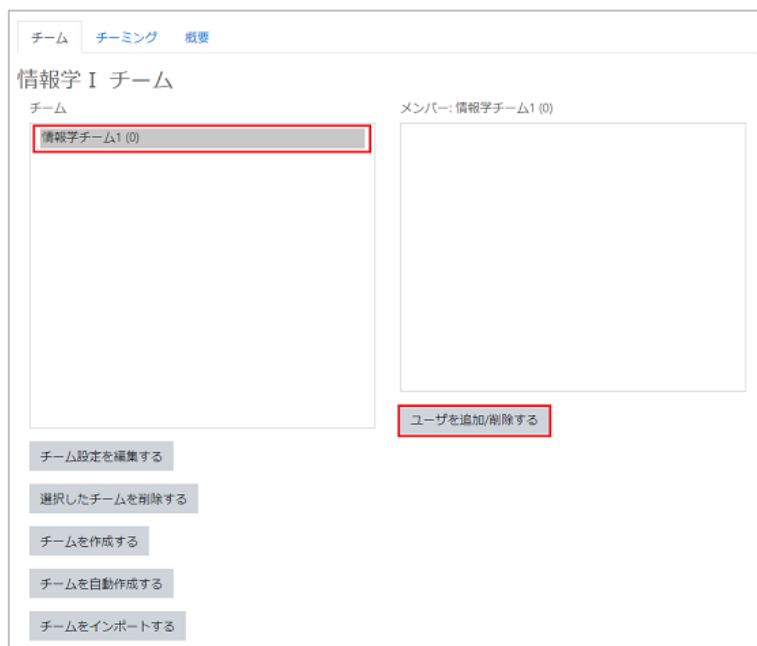 チーム チーミング 概要
情報学Ⅰ チーム
チーム
情報学チーム1 (0)
メンバー: 情報学チーム1 (0)
ユーザを追加/削除する
チーム設定を編集する
選択したチームを削除する
チームを作成する
チームを自動作成する
チームをインポートする